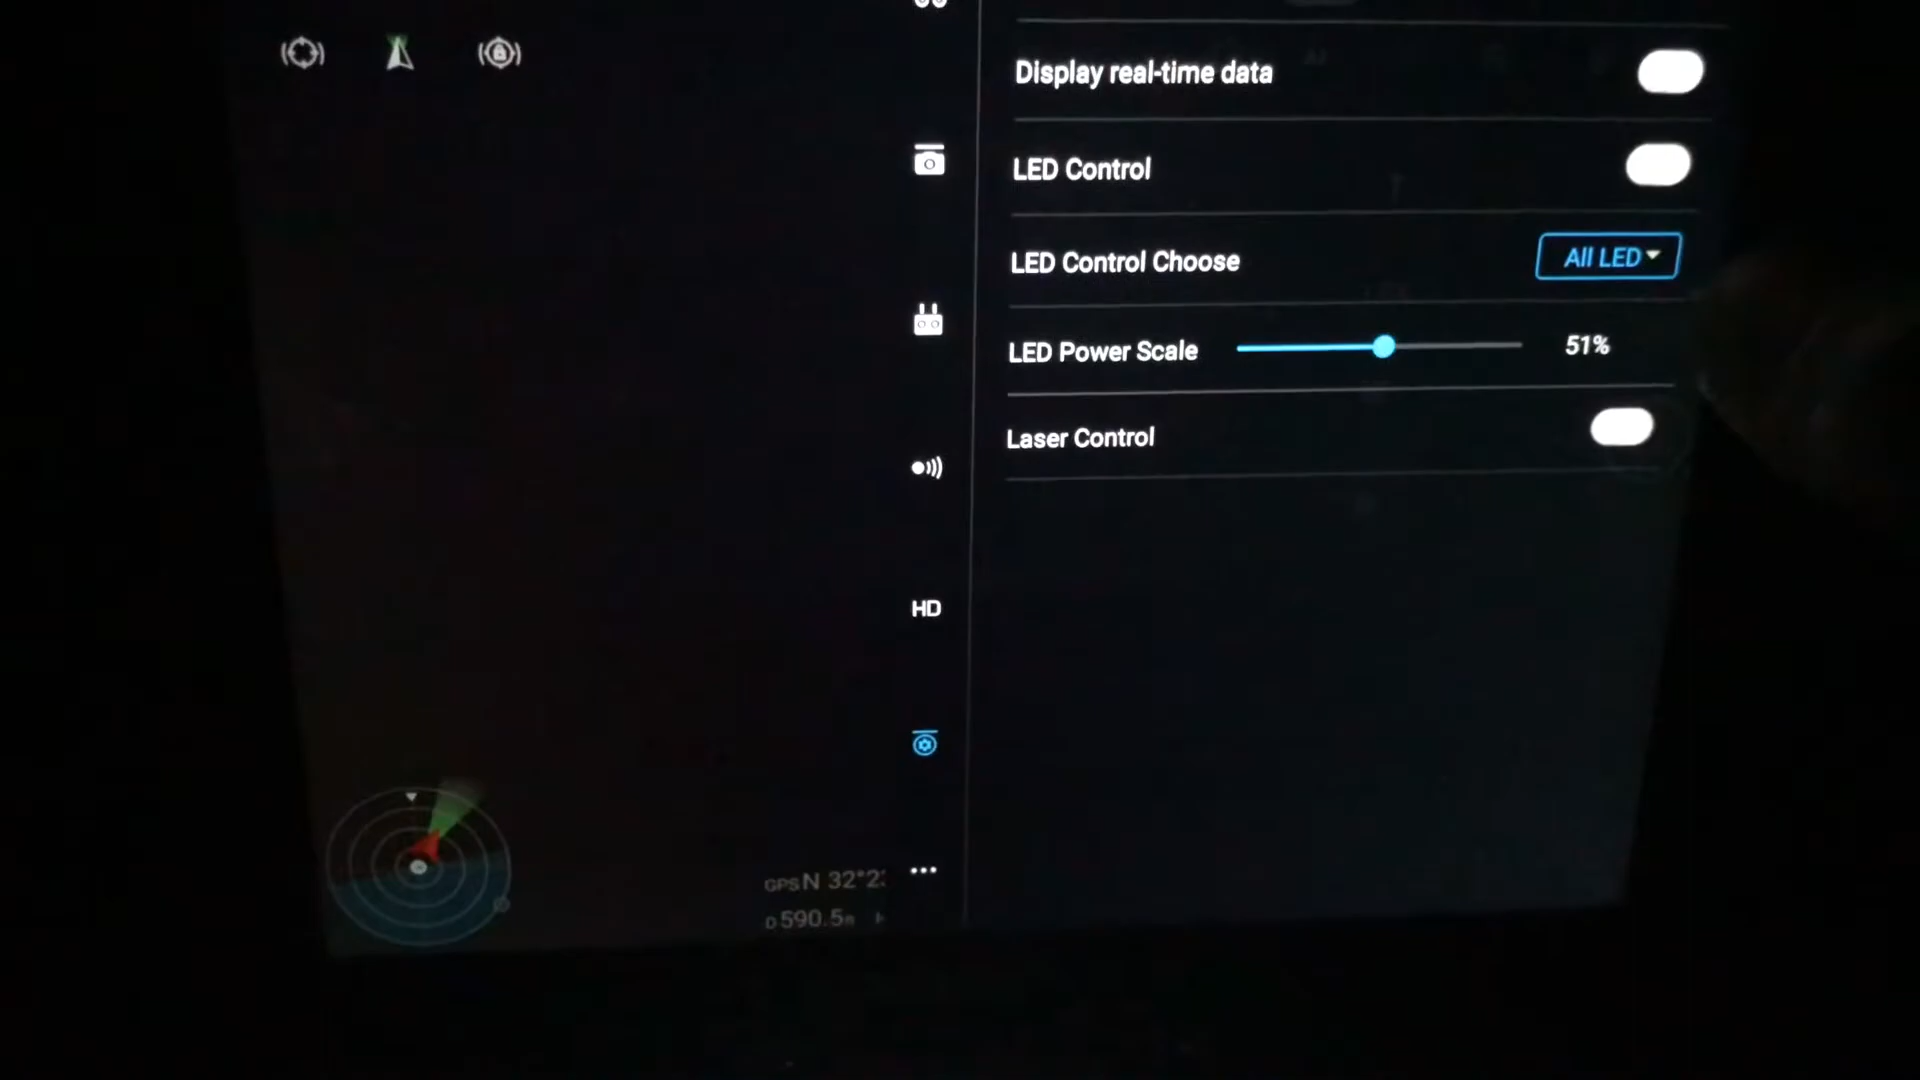 Display real-time data
LED Control
LED Control Choose All LED
LED Power Scale 51%
Laser Control
HD
GPS N 32°2
D 590.5